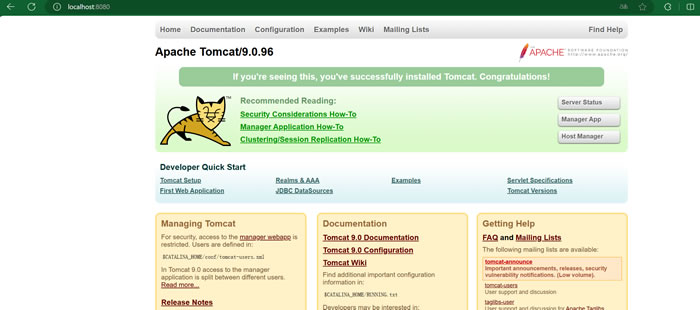 localhost:8080
Home Documentation Configuration Examples Wiki Mailing Lists Find Help
Apache Tomcat/9.0.96
APACHE SOFTWARE FOUNDATION
http://www.apache.org/
If you're seeing this, you've successfully installed Tomcat. Congratulations!
TM
Recommended Reading:
Security Considerations How-To
Manager Application How-To
Clustering/Session Replication How-To
Server Status
Manager App
Host Manager
Developer Quick Start
Tomcat Setup
First Web Application
Realms & AAA
JDBC DataSources
Examples
Servlet Specifications
Tomcat Versions
Managing Tomcat
For security, access to the manager webapp is
restricted. Users are defined in:
$CATALINA_HOME/conf/tomcat-users.xml
In Tomcat 9.0 access to the manager
application is split between different users.
Read more...
Release Notes
Documentation
Tomcat 9.0 Documentation
Tomcat 9.0 Configuration
Tomcat Wiki
Find additional important configuration
information in:
$CATALINA_HOME/RUNNING.txt
Developers may be interested in:
Getting Help
FAQ and Mailing Lists
The following mailing lists are available:
tomcat-announce
Important announcements, releases, security
vulnerability notifications. (Low volume).
tomcat-users
User support and discussion
taglibs-user
User support and discussion for Apache Taglibs